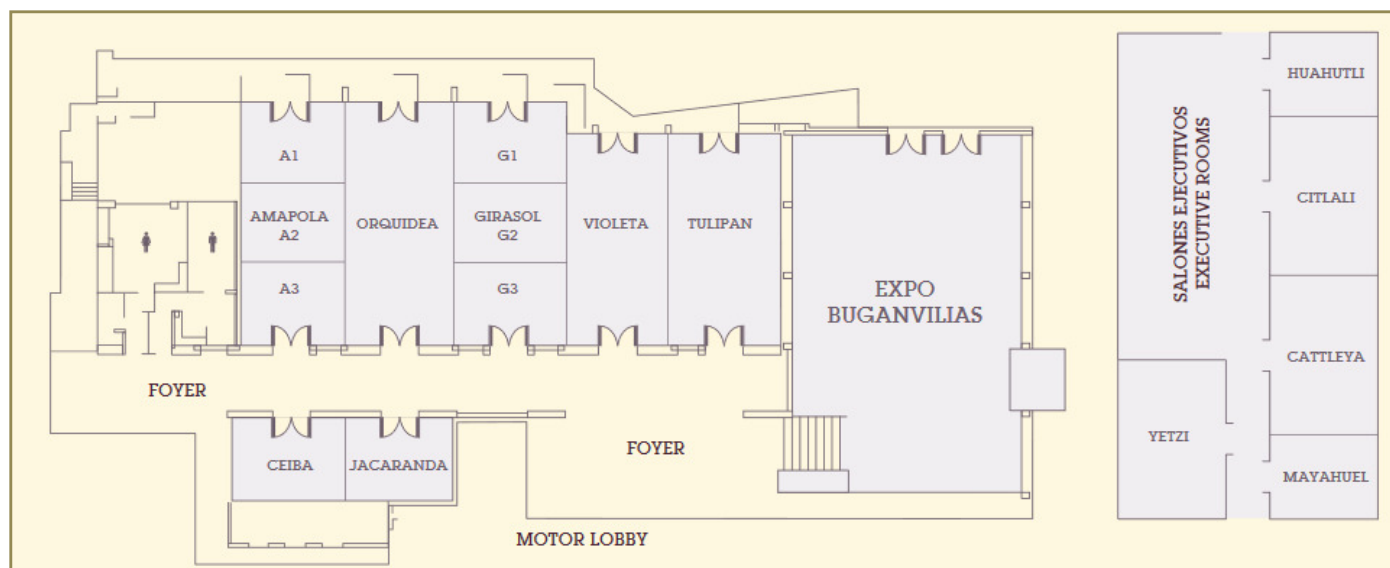 A1
AMAPOLA
A2
A3
ORQUIDEA
G1
GIRASOL
G2
G3
VIOLETA
TULIPAN
EXPO
BUGANVILIAS
FOYER
CEIBA
JACARANDA
FOYER
MOTOR LOBBY
SALONES EJECUTIVOS
EXECUTIVE ROOMS
HUAHUTLI
CITLALI
CATTLEYA
YETZI
MAYAHUEL